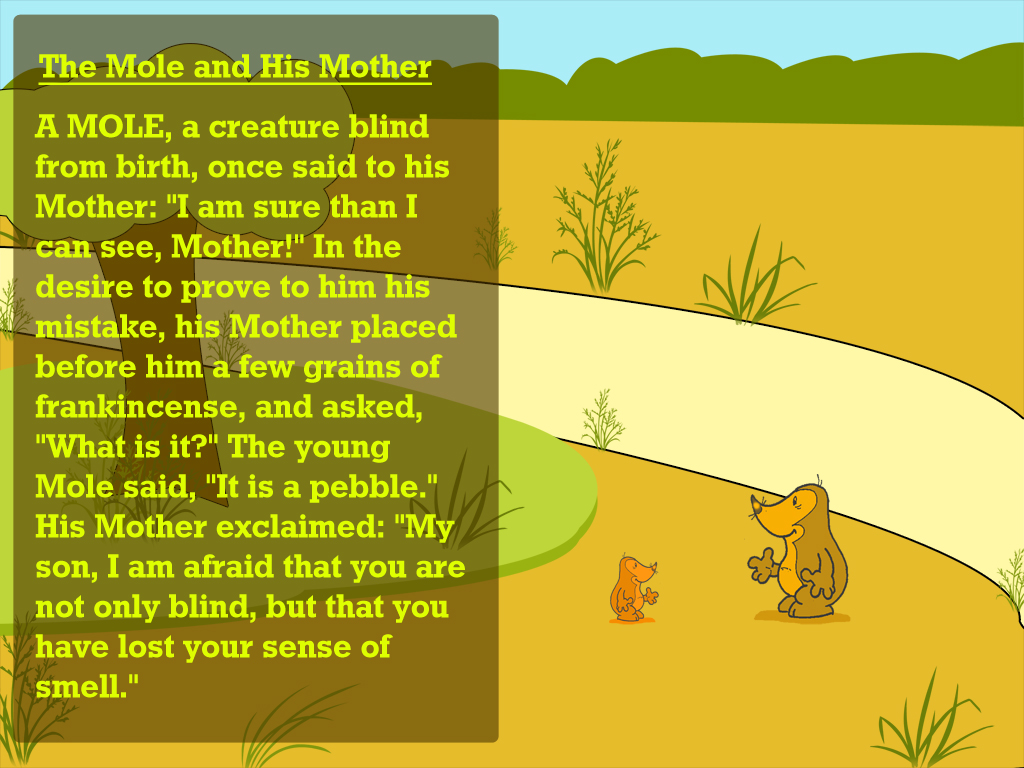 The Mole and His Mother
A MOLE, a creature blind
from birth, once said to his
Mother: "I am sure than I
can see, Mother!" In the
desire to prove to him his
mistake, his Mother placed
before him a few grains of
frankincense, and asked,
"What is it?" The young
Mole said, "It is a pebble."
His Mother exclaimed: "My
son, I am afraid that you are
not only blind, but that you
have lost your sense of
smell."